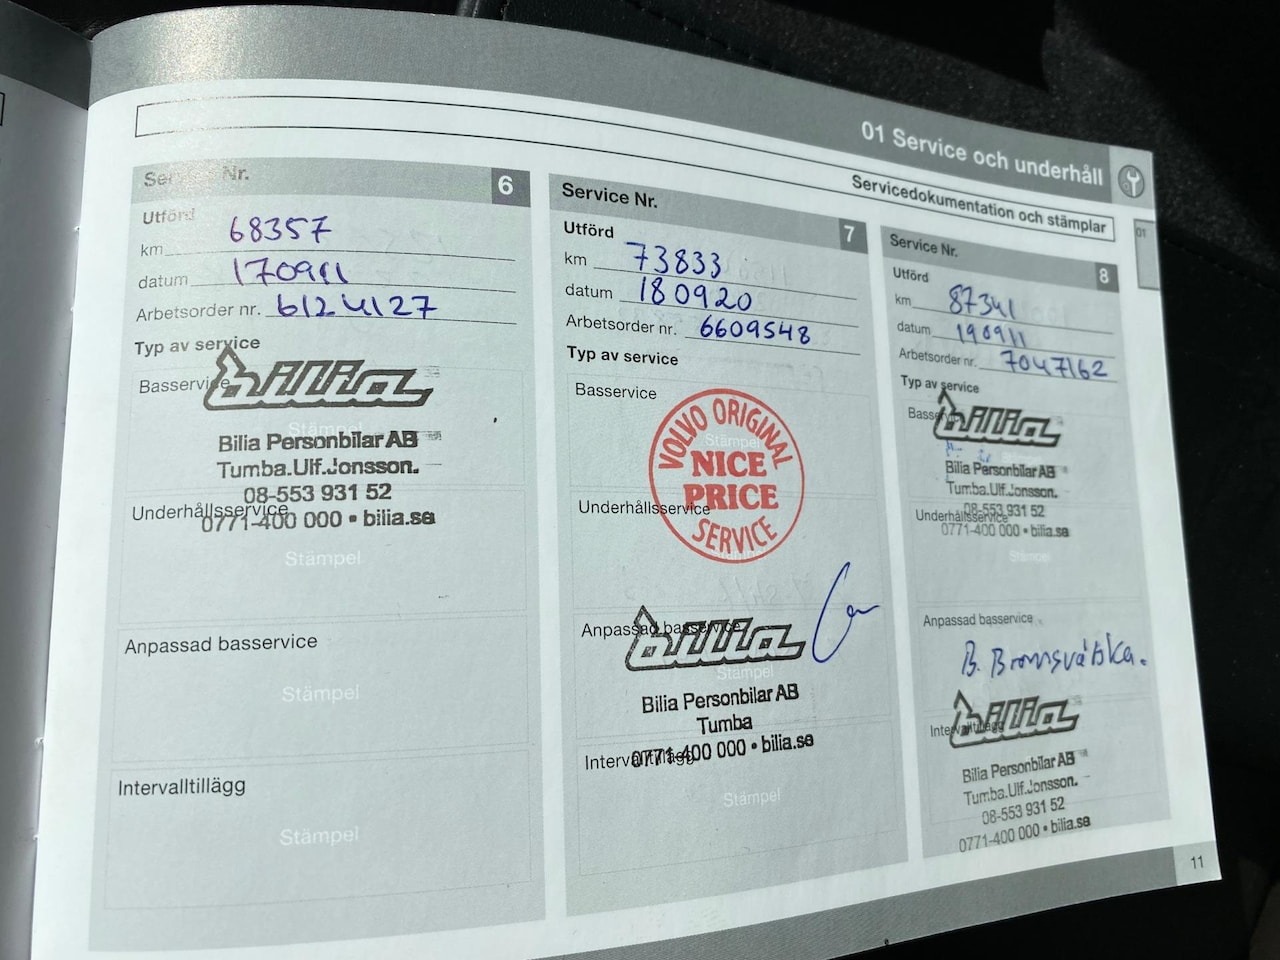 01 Service och underhåll
Servicedokumentation och stämplar
01
Service Nr. 6
Utförd
km 68357
datum 170911
Arbetsorder nr. 6124127
Typ av service
Basservice
Stämpel
bilia
Bilia Personbilar AB
Tumba.Ulf.Jonsson.
08-553 931 52
Underhållsservice
0771-400 000 • bilia.se
Stämpel
Anpassad basservice
Stämpel
Intervalltillägg
Stämpel
Service Nr. 7
Utförd
km 73833
datum 180920
Arbetsorder nr. 6609548
Typ av service
Basservice
Stämpel
VOLVO ORIGINAL
NICE
PRICE
SERVICE
Underhållsservice
Anpassad basservice
bilia
Stämpel
Bilia Personbilar AB
Tumba
0771-400 000 • bilia.se
Intervalltillägg
Stämpel
Service Nr. 8
Utförd
km 87341
datum 190911
Arbetsorder nr. 7047162
Typ av service
Basservice
bilia
Bilia Personbilar AB
Tumba.Ulf.Jonsson.
08-553 931 52
Underhållsservice
0771-400 000 • bilia.se
Stämpel
Anpassad basservice
B. Bromsvätska.
bilia
Intervalltillägg
Bilia Personbilar AB
Tumba.Ulf.Jonsson.
08-553 931 52
0771-400 000 • bilia.se
11